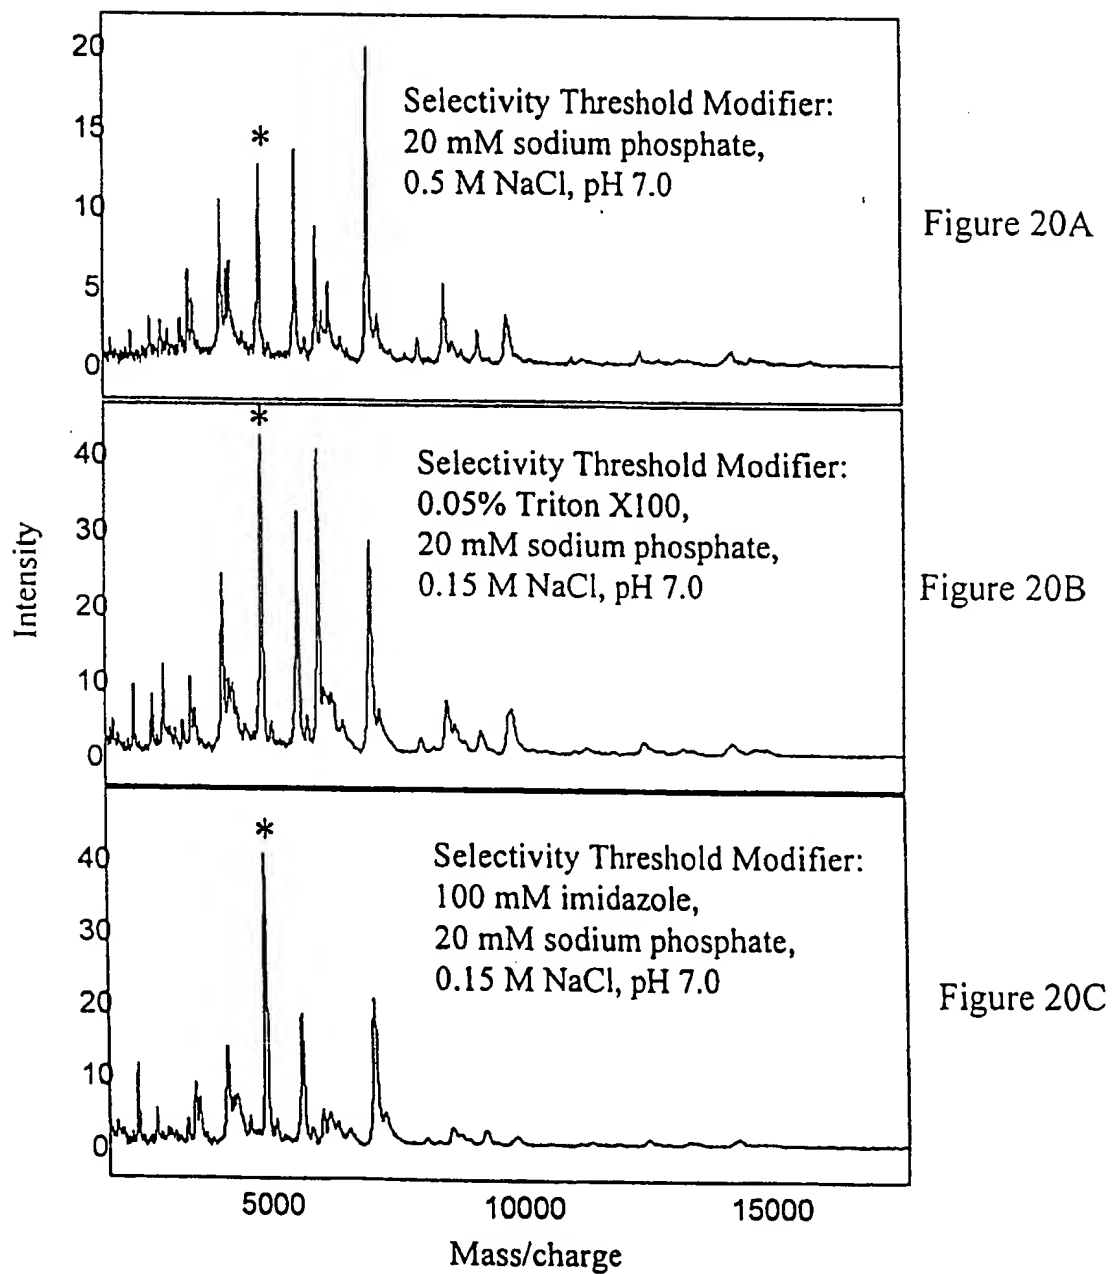 20
15
10
5
0
*
Selectivity Threshold Modifier:
20 mM sodium phosphate,
0.5 M NaCl, pH 7.0
Figure 20A
40
30
20
10
0
*
Selectivity Threshold Modifier:
0.05% Triton X100,
20 mM sodium phosphate,
0.15 M NaCl, pH 7.0
Figure 20B
Intensity
40
30
20
10
0
*
Selectivity Threshold Modifier:
100 mM imidazole,
20 mM sodium phosphate,
0.15 M NaCl, pH 7.0
Figure 20C
5000 10000 15000
Mass/charge